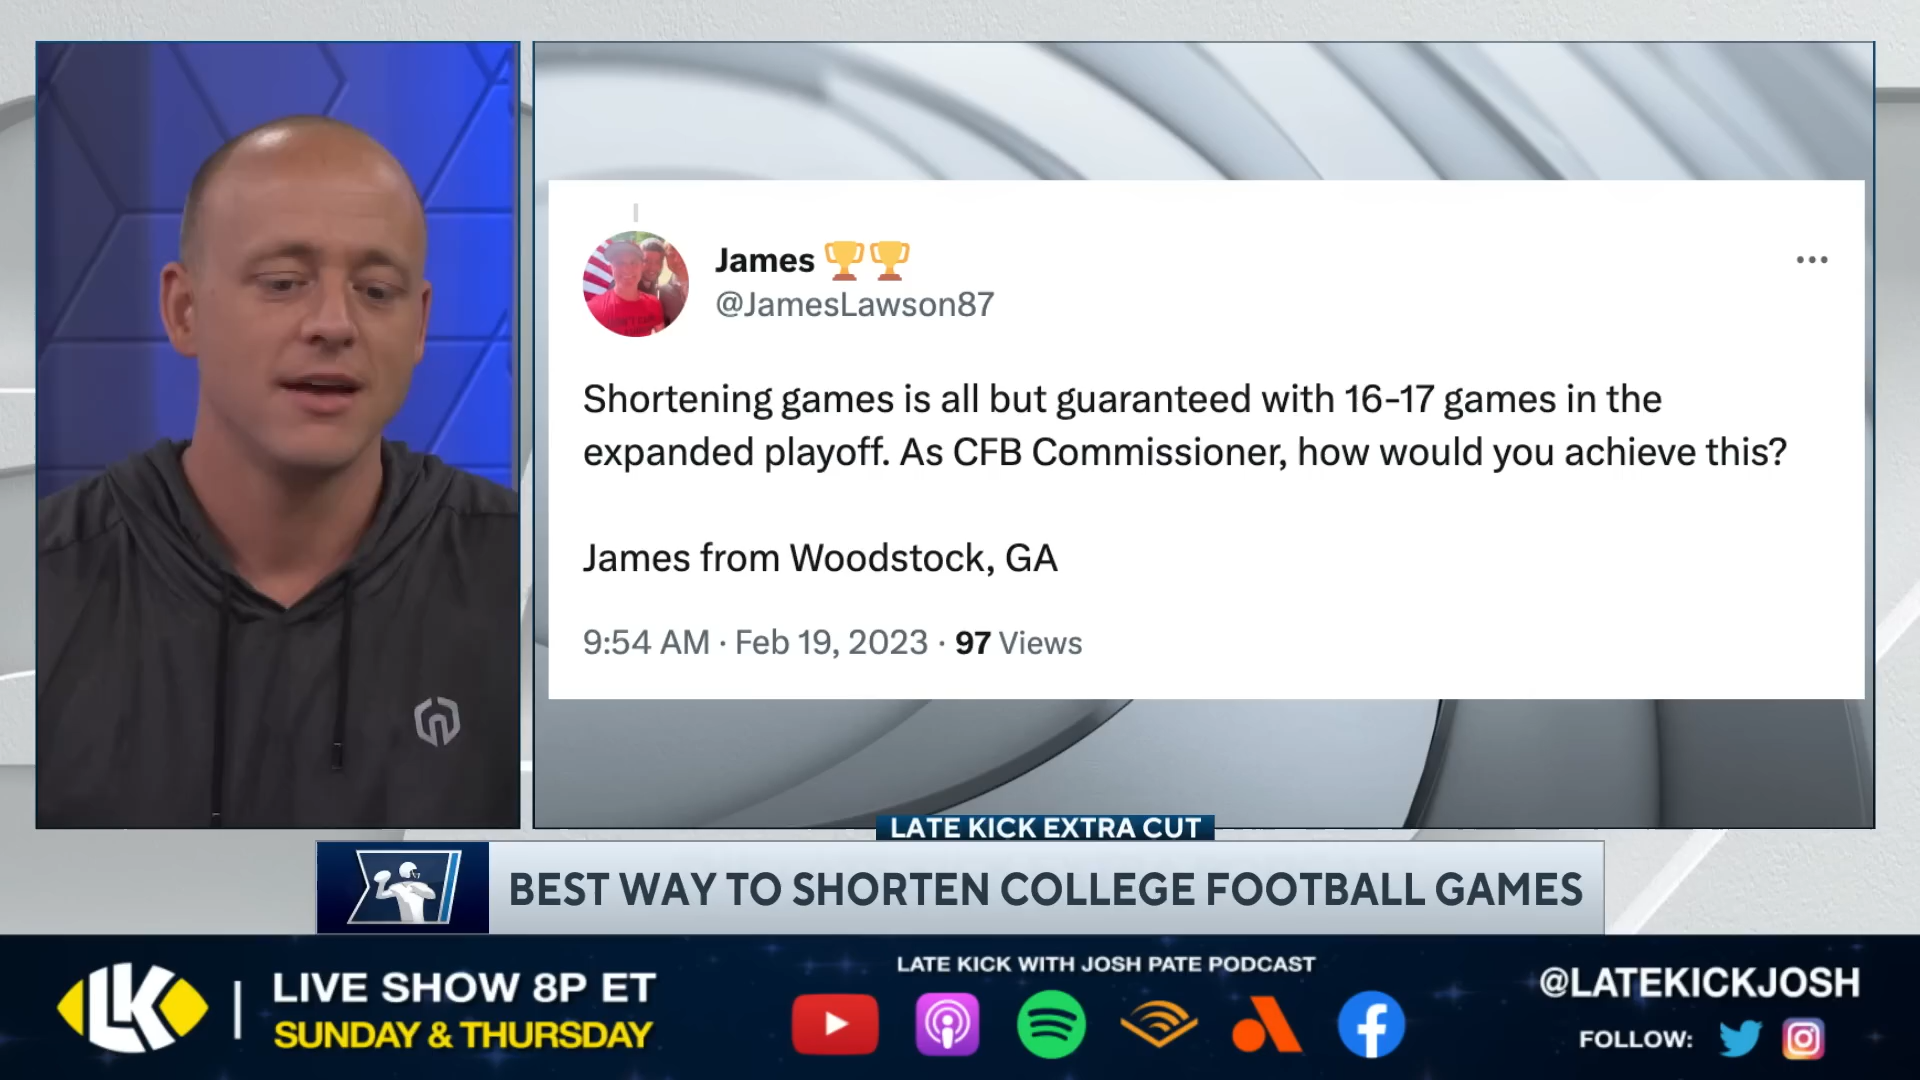 James 🏆🏆
@JamesLawson87
Shortening games is all but guaranteed with 16-17 games in the
expanded playoff. As CFB Commissioner, how would you achieve this?
James from Woodstock, GA
9:54 AM · Feb 19, 2023 · 97 Views
LATE KICK EXTRA CUT
BEST WAY TO SHORTEN COLLEGE FOOTBALL GAMES
LK
LIVE SHOW 8P ET
SUNDAY & THURSDAY
LATE KICK WITH JOSH PATE PODCAST
@LATEKICKJOSH
FOLLOW: